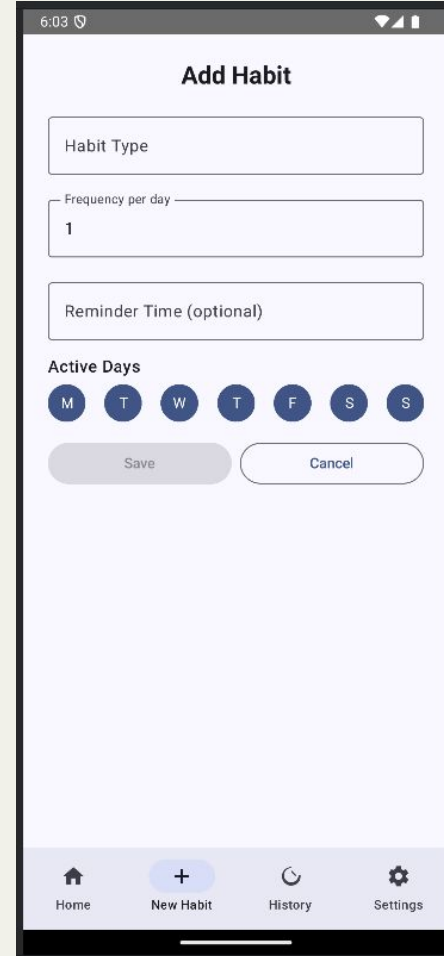 6:03
Add Habit
Habit Type
Frequency per day
1
Reminder Time (optional)
Active Days
M T W T F S S
Save Cancel
Home New Habit History Settings